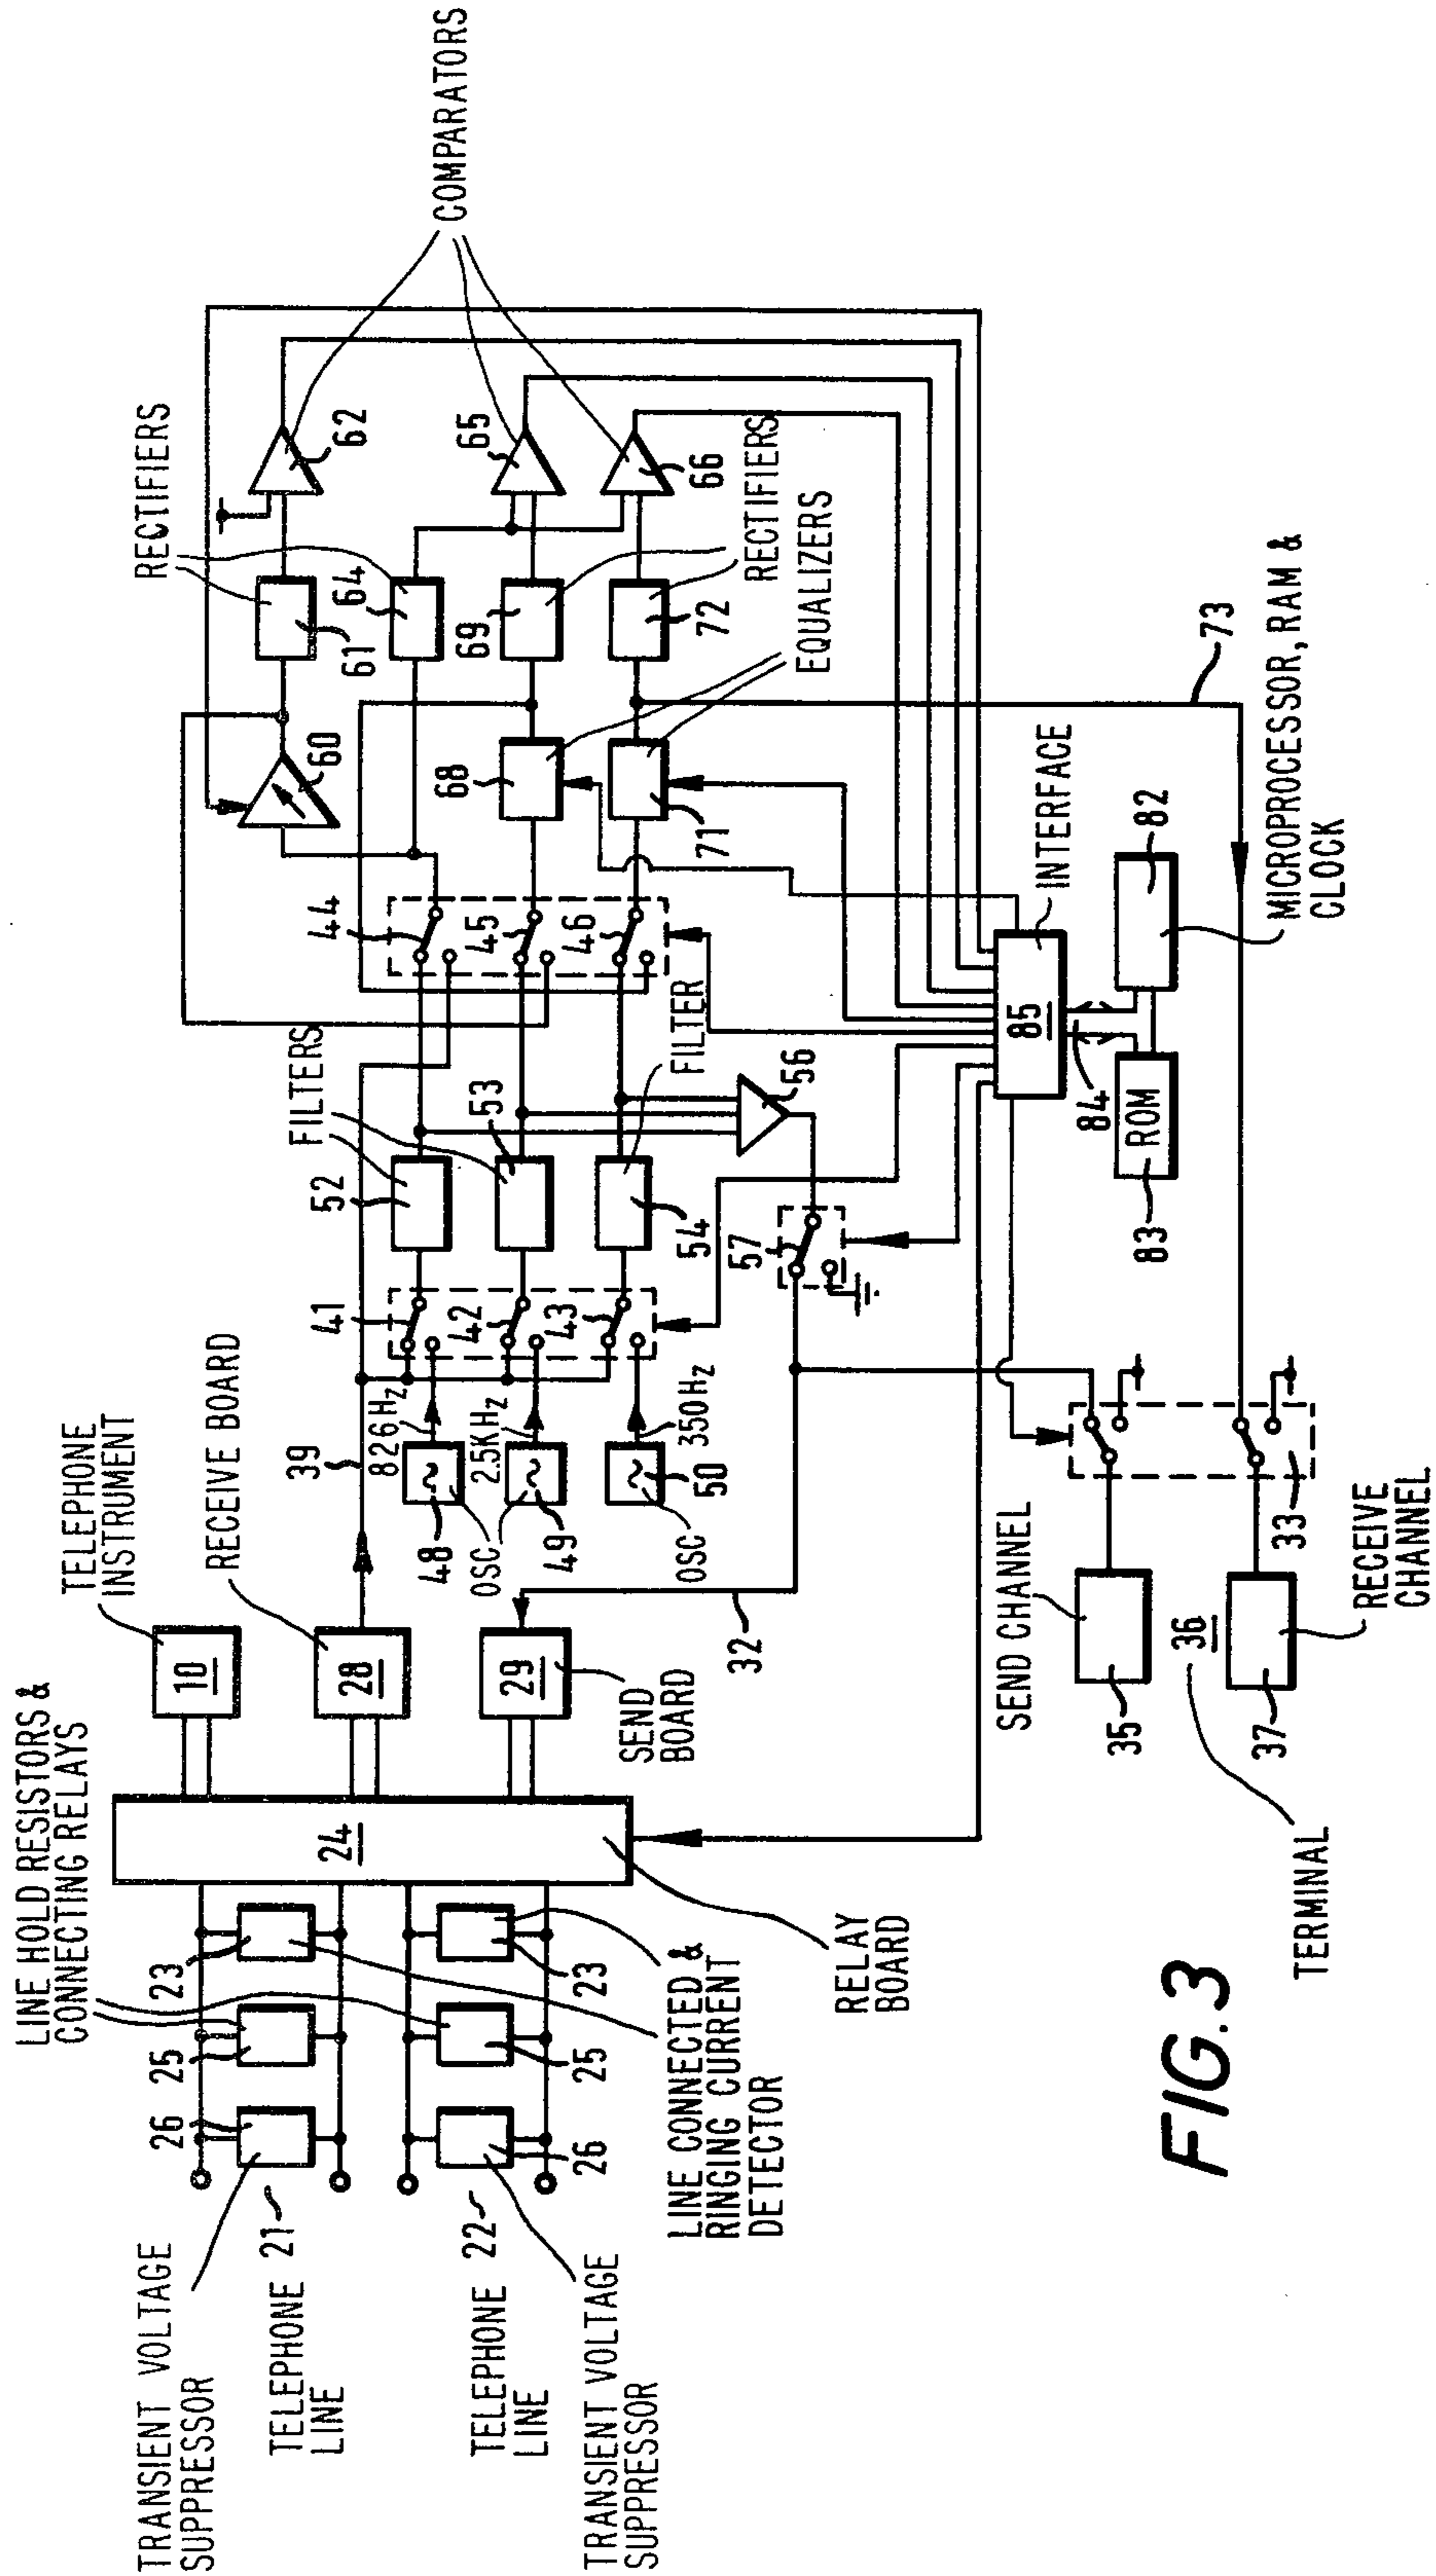 TRANSIENT VOLTAGE
SUPPRESSOR
TELEPHONE
LINE
21
TELEPHONE
LINE
22
TRANSIENT VOLTAGE
SUPPRESSOR
LINE HOLD RESISTORS &
CONNECTING RELAYS
26
25
23
26
25
23
LINE CONNECTED &
RINGING CURRENT
DETECTOR
24
RELAY
BOARD
TELEPHONE
INSTRUMENT
10
RECEIVE BOARD
28
29
SEND
BOARD
32
39
826 Hz
48
OSC
2.5KHz
49
350Hz
50
OSC
41
42
43
FILTERS
52
53
FILTER
54
56
57
44
45
46
60
RECTIFIERS
61
64
62
COMPARATORS
68
69
65
66
71
72
RECTIFIERS
EQUALIZERS
73
INTERFACE
85
84
ROM
83
82
MICROPROCESSOR, RAM &
CLOCK
SEND CHANNEL
35
TERMINAL
36
37
33
RECEIVE
CHANNEL
FIG.3